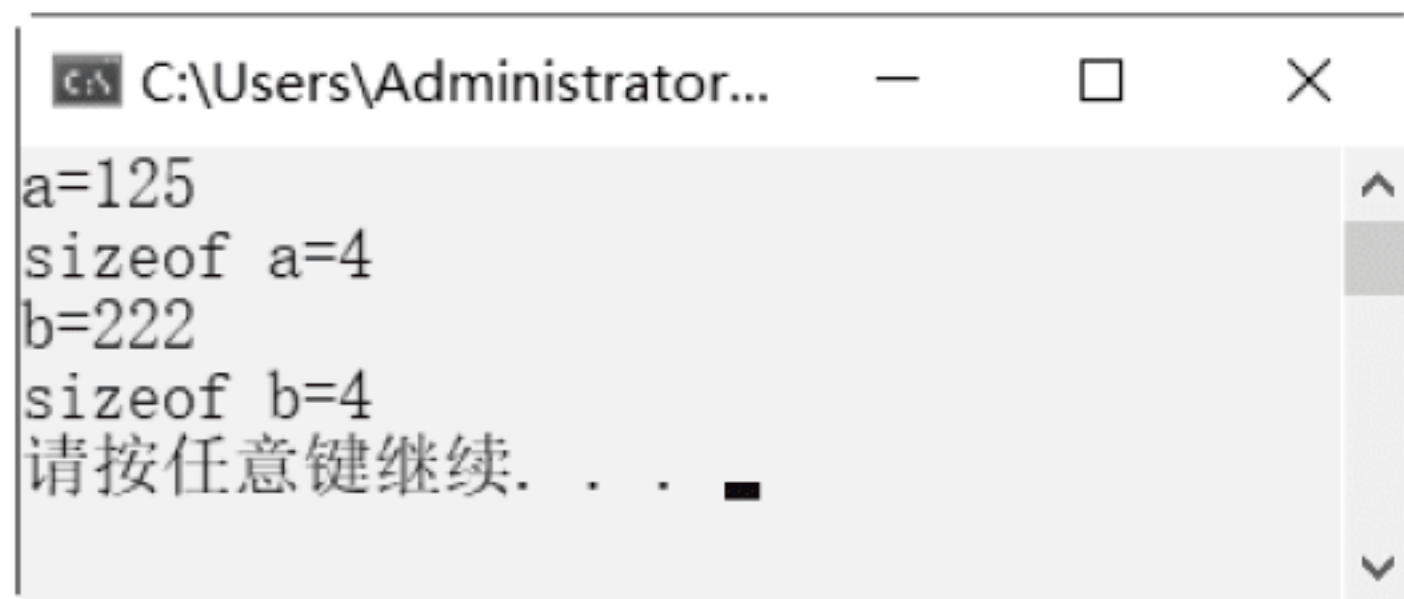 C:\Users\Administrator...
a=125
sizeof a=4
b=222
sizeof b=4
请按任意键继续. . .